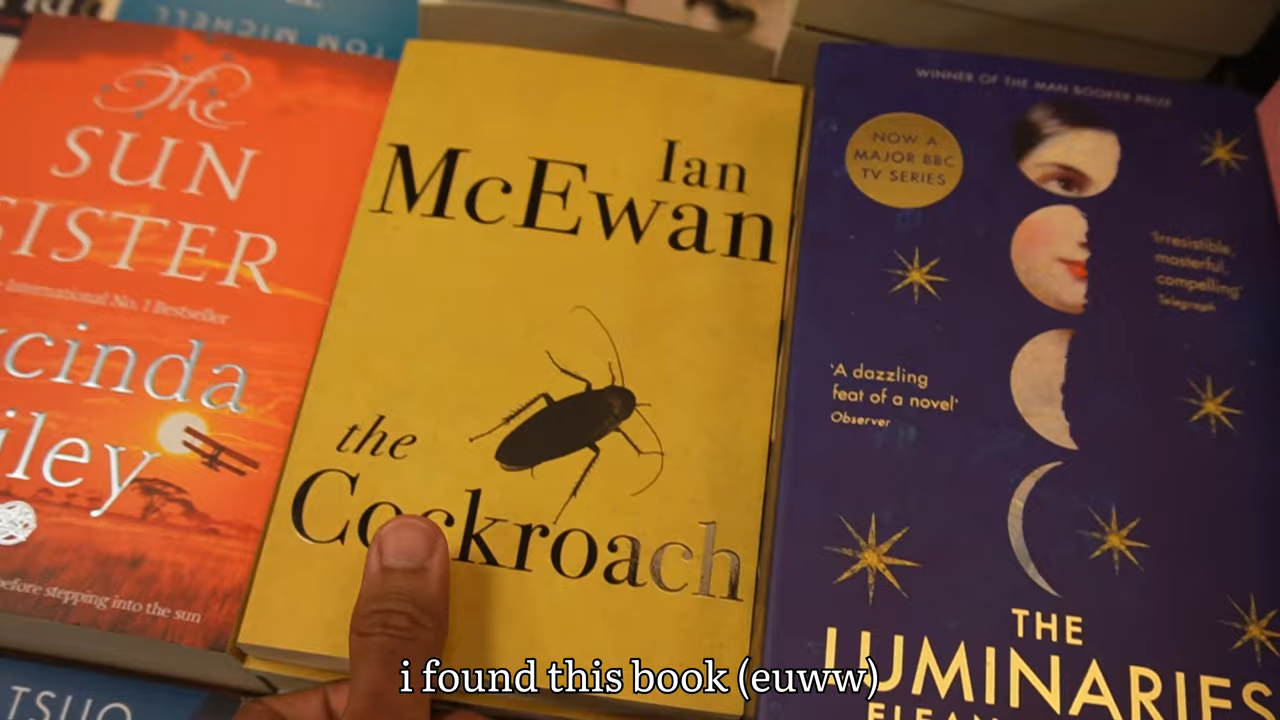 TOM MICHELL
The
SUN
SISTER
International No. 1 Bestseller
cinda
iley
before stepping into the sun
Ian
McEwan
the
Cockroach
WINNER OF THE MAN BOOKER PRIZE
NOW A
MAJOR BBC
TV SERIES
'Irresistible,
masterful,
compelling'
Telegraph
'A dazzling
feat of a novel'
Observer
THE
LUMINARIES
i found this book (euww)